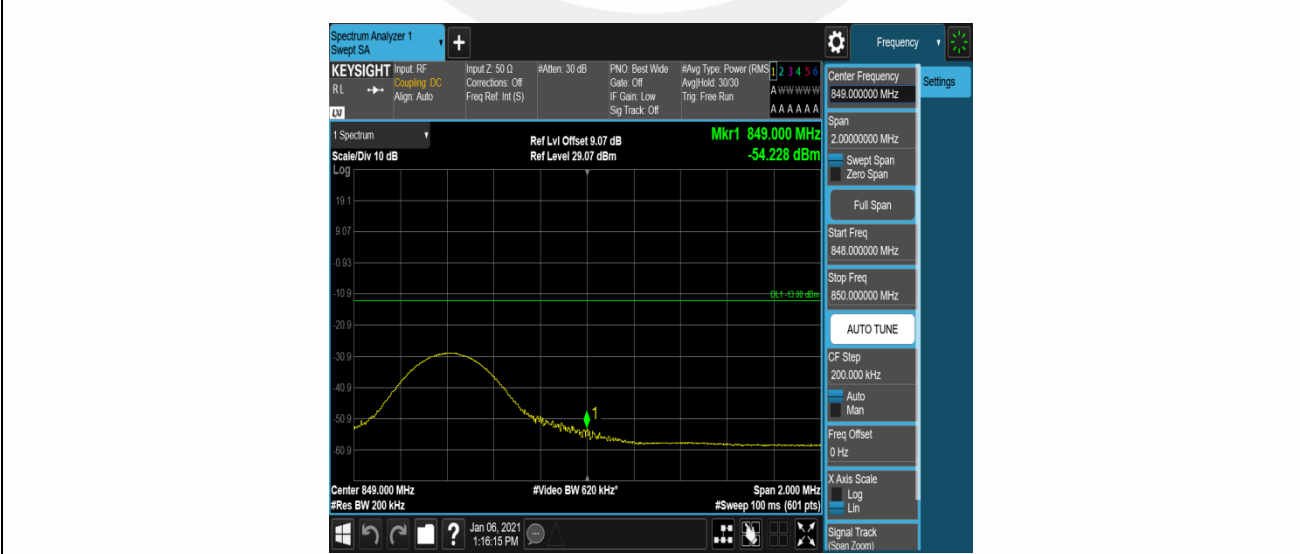 Spectrum Analyzer 1
Swept SA
+
Frequency
KEYSIGHT
RL
LXI
Input: RF
Coupling: DC
Align: Auto
Input Z: 50 Ω
Corrections: Off
Freq Ref: Int (S)
#Atten: 30 dB
PNO: Best Wide
Gate: Off
IF Gain: Low
Sig Track: Off
#Avg Type: Power (RMS
Avg|Hold: 30/30
Trig: Free Run
1 2 3 4 5 6
A W W W W W
A A A A A A
1 Spectrum
Scale/Div 10 dB
Log
Ref Lvl Offset 9.07 dB
Ref Level 29.07 dBm
Mkr1 849.000 MHz
-54.228 dBm
19.1
9.07
-0.93
-10.9
-20.9
-30.9
-40.9
-50.9
-60.9
DL1 -13.00 dBm
1
Center 849.000 MHz
#Res BW 200 kHz
#Video BW 620 kHz*
Span 2.000 MHz
#Sweep 100 ms (601 pts)
?
Jan 06, 2021
1:16:15 PM
Center Frequency
849.000000 MHz
Span
2.00000000 MHz
Swept Span
Zero Span
Full Span
Start Freq
848.000000 MHz
Stop Freq
850.000000 MHz
AUTO TUNE
CF Step
200.000 kHz
Auto
Man
Freq Offset
0 Hz
X Axis Scale
Log
Lin
Signal Track
(Span Zoom)
Settings